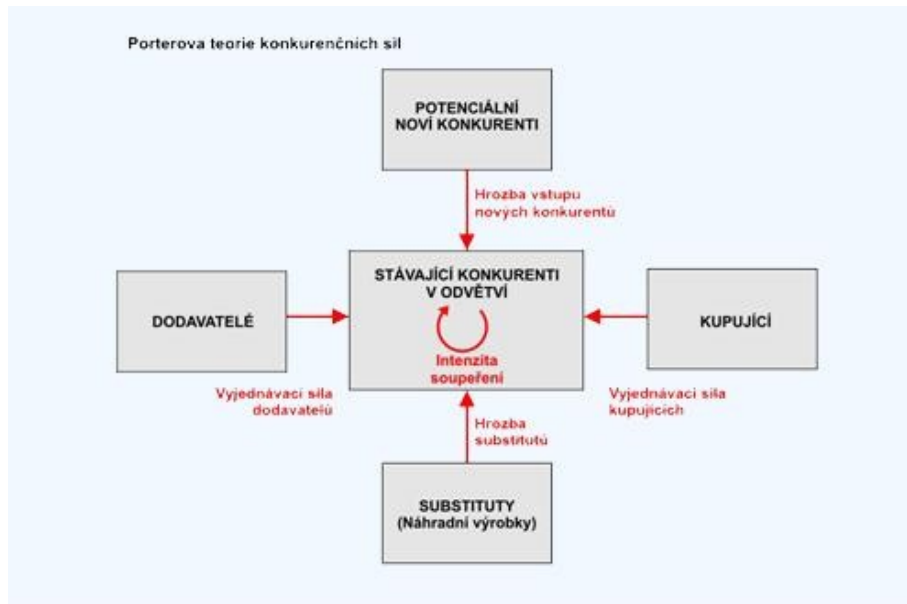 Porterova teorie konkurenčních sil
POTENCIÁLNÍ
NOVÍ KONKURENTI
Hrozba vstupu
nových konkurentů
STÁVAJÍCÍ KONKURENTI
V ODVĚTVÍ
Intenzita
soupeření
DODAVATELÉ
Vyjednávací síla
dodavatelů
KUPUJÍCÍ
Vyjednávací síla
kupujících
Hrozba
substitutů
SUBSTITUTY
(Náhradní výrobky)